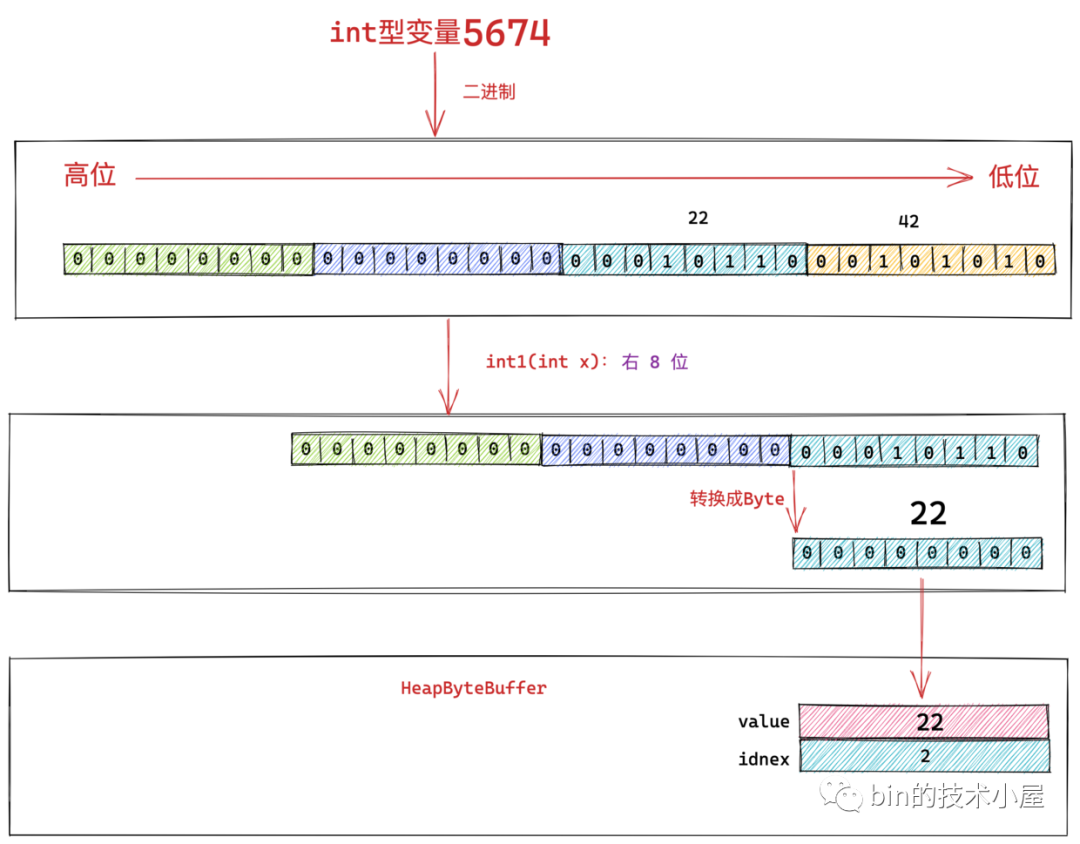 int型变量5674
二进制
高位 低位
22 42
0 0 0 0 0 0 0 0 0 0 0 0 0 0 0 0 0 0 0 1 0 1 1 0 0 0 1 0 1 0 1 0
int1(int x): 右 8 位
0 0 0 0 0 0 0 0 0 0 0 0 0 0 0 0 0 0 0 1 0 1 1 0
转换成Byte 22
0 0 0 0 0 0 0 0
HeapByteBuffer
value 22
idnex 2
bin的技术小屋